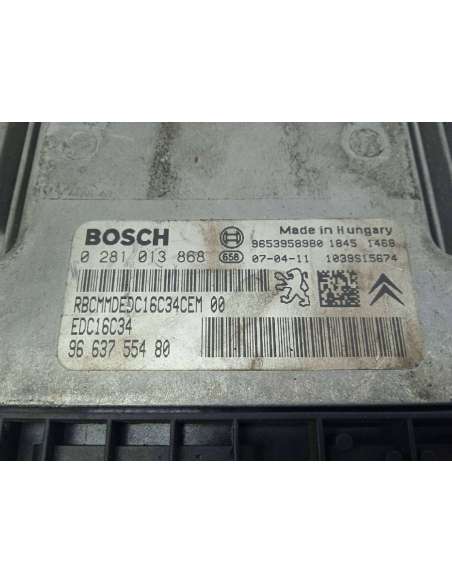 BOSCH
Made in Hungary
9653958980 1845 1468
0 281 013 868 658 07-04-11 1039S15674
RBCMMDEDC16C34CEM 00
EDC16C34
96 637 554 80